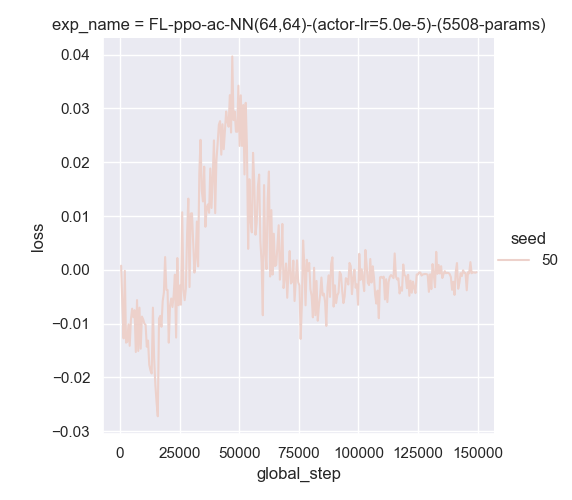 exp_name = FL-ppo-ac-NN(64,64)-(actor-lr=5.0e-5)-(5508-params)
0.04
0.03
0.02
0.01
0.00
−0.01
−0.02
−0.03
loss
0 25000 50000 75000 100000 125000 150000
global_step
seed
50